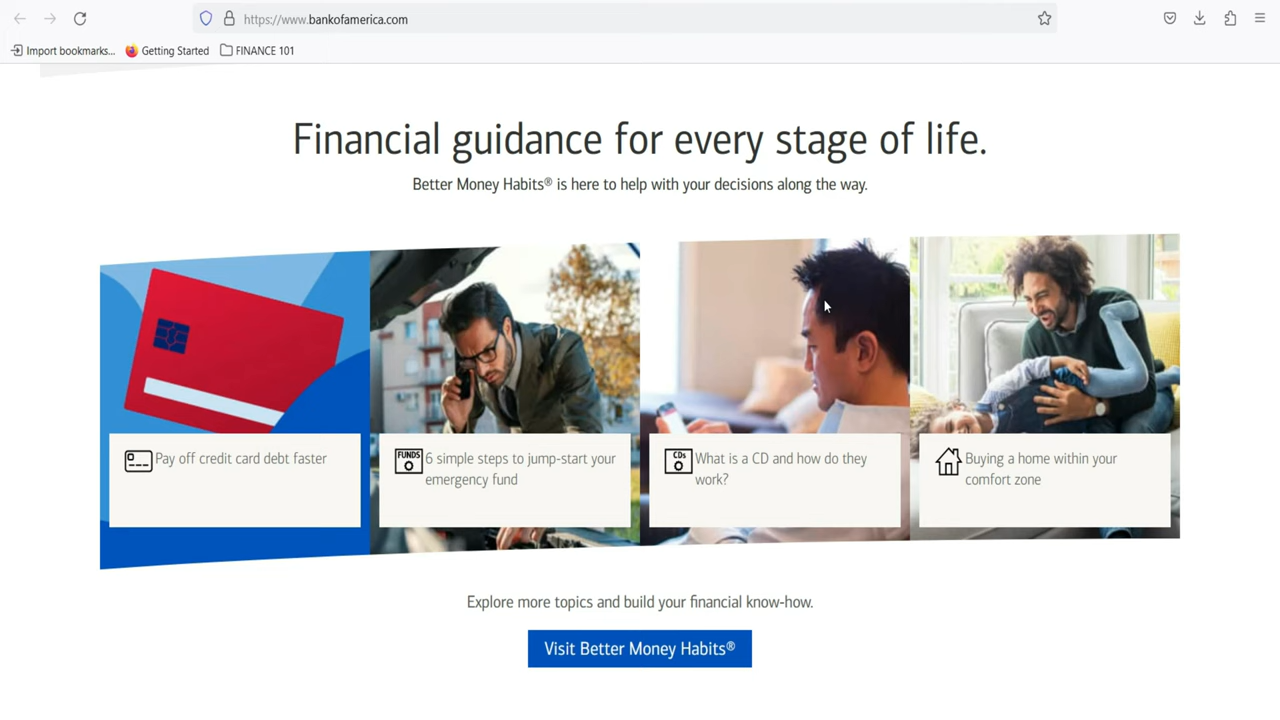 https://www.bankofamerica.com
Import bookmarks...
Getting Started
FINANCE 101
Financial guidance for every stage of life.
Better Money Habits® is here to help with your decisions along the way.
Pay off credit card debt faster
FUNDS
6 simple steps to jump-start your
emergency fund
CDs
What is a CD and how do they
work?
Buying a home within your
comfort zone
Explore more topics and build your financial know-how.
Visit Better Money Habits®